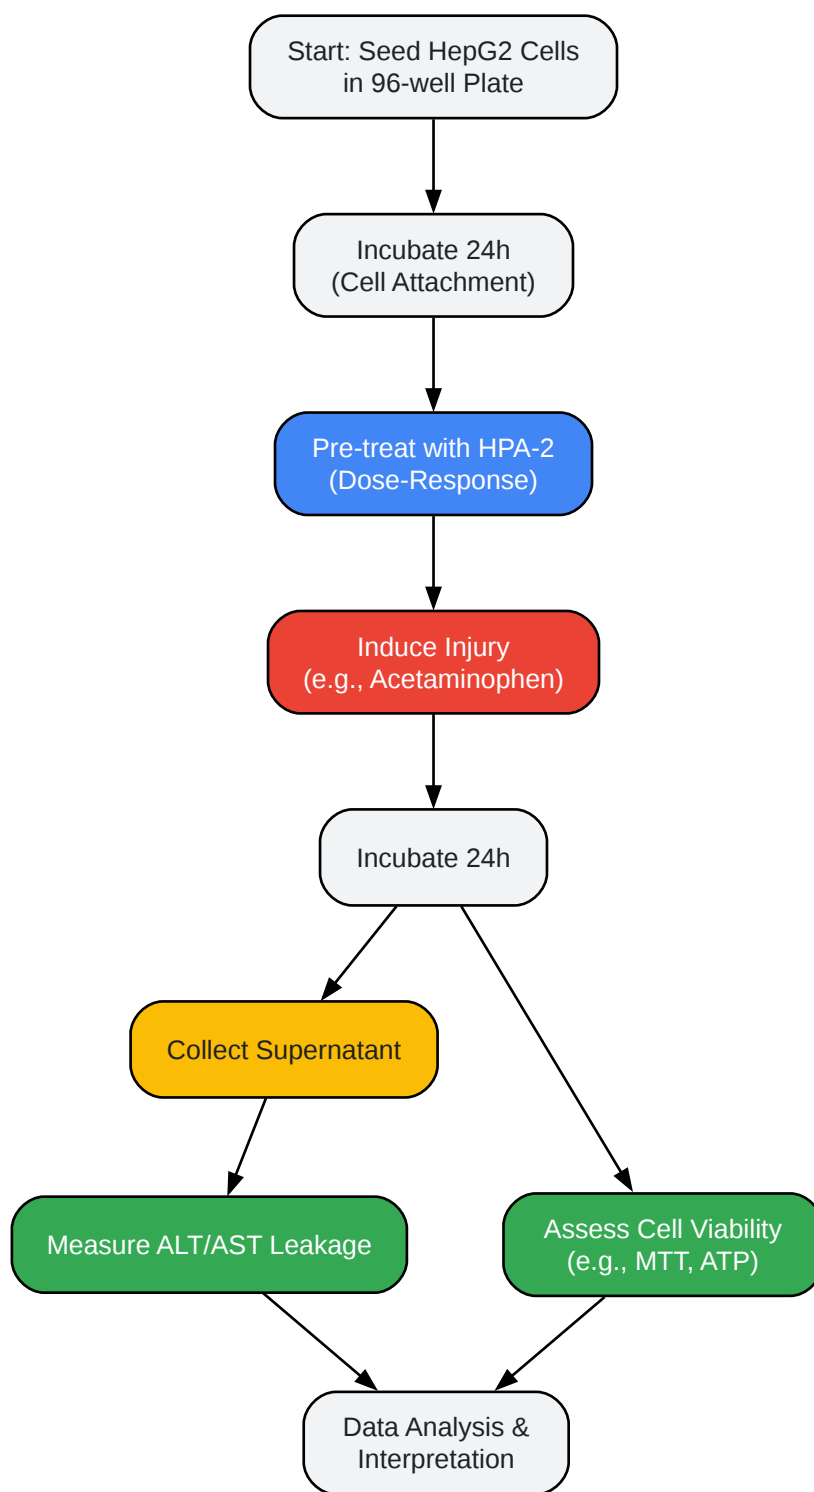 Start: Seed HepG2 Cells
in 96-well Plate
Incubate 24h
(Cell Attachment)
Pre-treat with HPA-2
(Dose-Response)
Induce Injury
(e.g., Acetaminophen)
Incubate 24h
Collect Supernatant
Measure ALT/AST Leakage
Assess Cell Viability
(e.g., MTT, ATP)
Data Analysis &
Interpretation